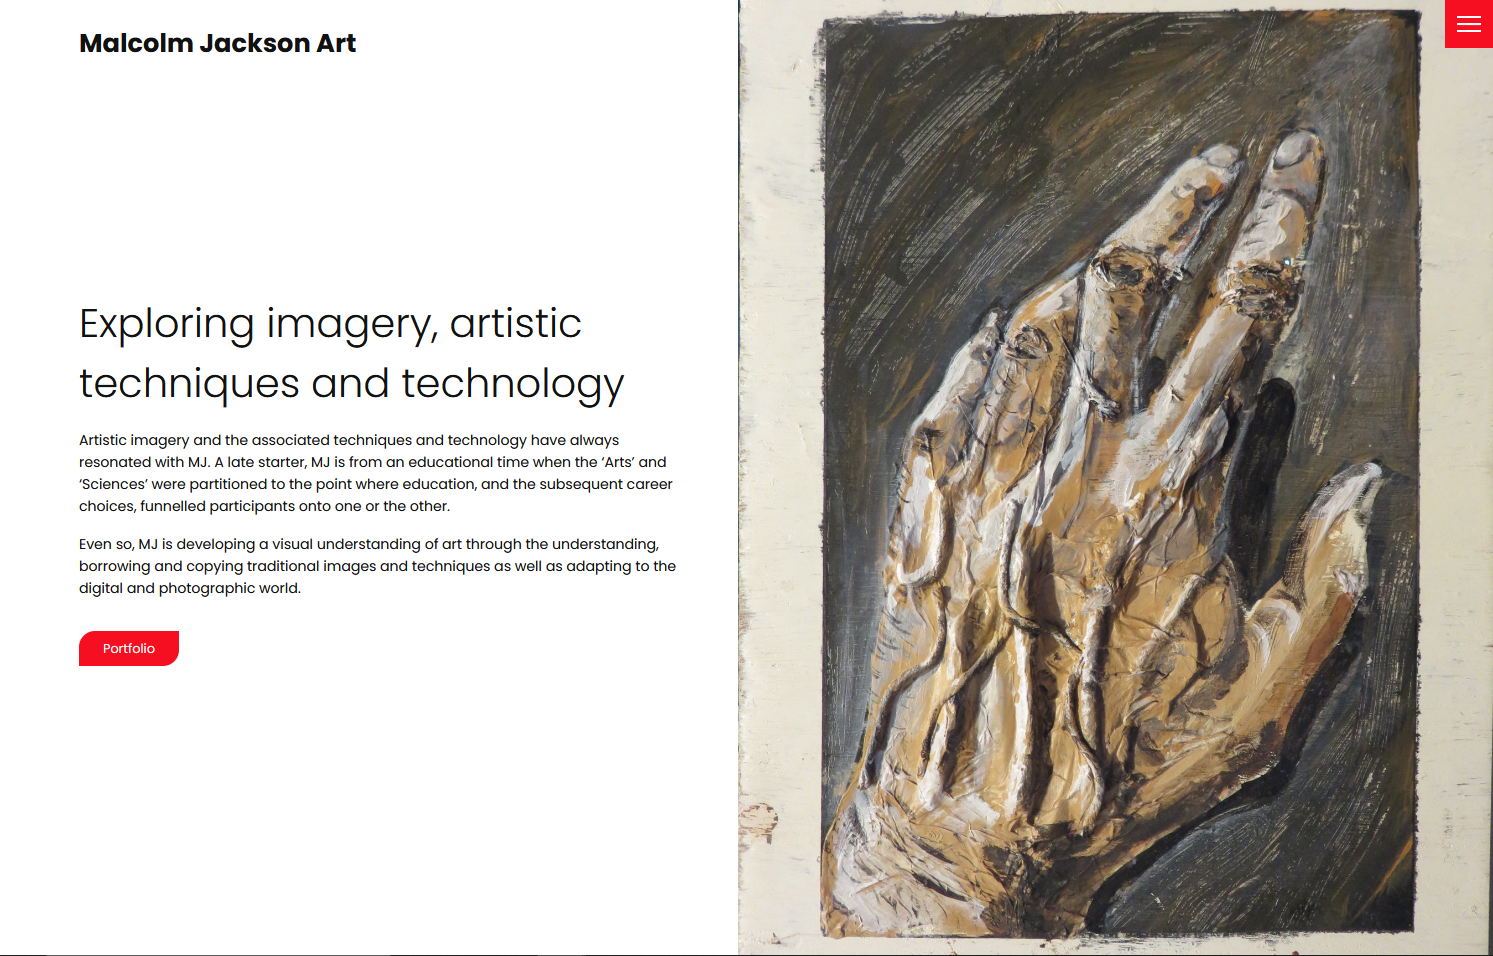 Malcolm Jackson Art
Exploring imagery, artistic
techniques and technology
Artistic imagery and the associated techniques and technology have always
resonated with MJ. A late starter, MJ is from an educational time when the ‘Arts’ and
‘Sciences’ were partitioned to the point where education, and the subsequent career
choices, funnelled participants onto one or the other.
Even so, MJ is developing a visual understanding of art through the understanding,
borrowing and copying traditional images and techniques as well as adapting to the
digital and photographic world.
Portfolio